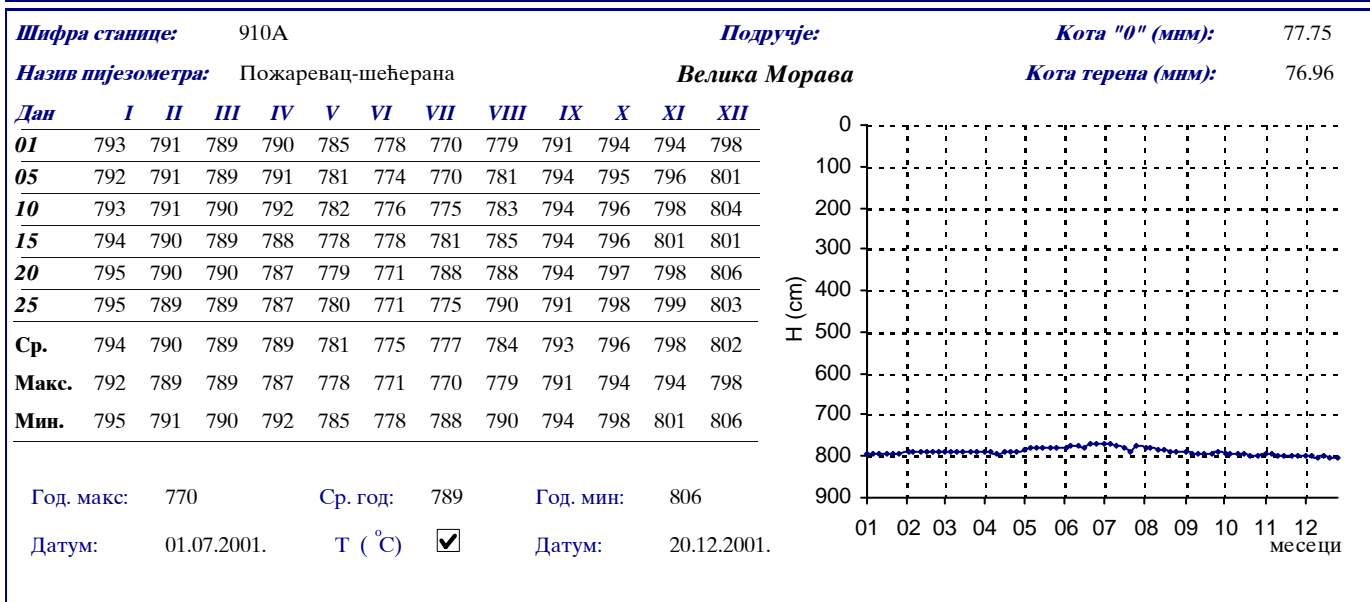 Шифра станице: 910A Подручје: Кота "0" (мнм): 77.75
Назив пијезометра: Пожаревац-шећерана Велика Морава Кота терена (мнм): 76.96
Дан I II III IV V VI VII VIII IX X XI XII
01 793 791 789 790 785 778 770 779 791 794 794 798
05 792 791 789 791 781 774 770 781 794 795 796 801
10 793 791 790 792 782 776 775 783 794 796 798 804
15 794 790 789 788 778 778 781 785 794 796 801 801
20 795 790 790 787 779 771 788 788 794 797 798 806
25 795 789 789 787 780 771 775 790 791 798 799 803
Ср. 794 790 789 789 781 775 777 784 793 796 798 802
Макс. 792 789 789 787 778 771 770 779 791 794 794 798
Мин. 795 791 790 792 785 778 788 790 794 798 801 806
Год. макс: 770 Ср. год: 789 Год. мин: 806
Датум: 01.07.2001. Т (°C) Датум: 20.12.2001.
H (cm)
0
100
200
300
400
500
600
700
800
900
01 02 03 04 05 06 07 08 09 10 11 12
месеци